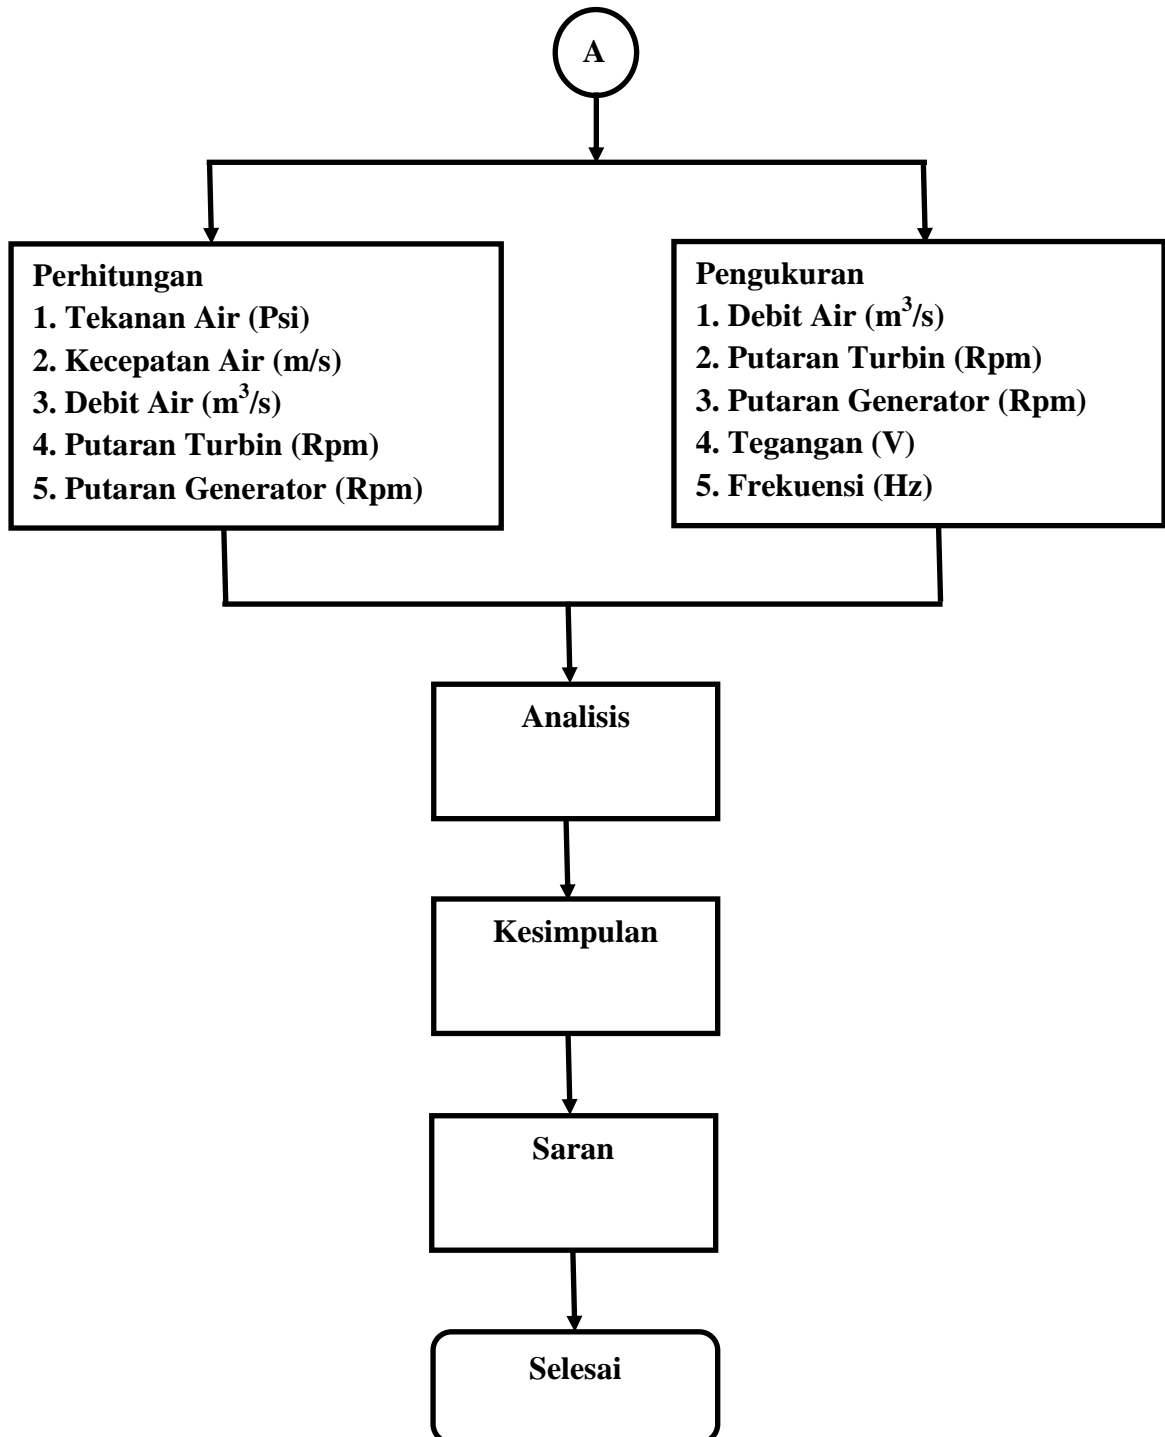 A
Perhitungan
1. Tekanan Air (Psi)
2. Kecepatan Air (m/s)
3. Debit Air (m³/s)
4. Putaran Turbin (Rpm)
5. Putaran Generator (Rpm)
Pengukuran
1. Debit Air (m³/s)
2. Putaran Turbin (Rpm)
3. Putaran Generator (Rpm)
4. Tegangan (V)
5. Frekuensi (Hz)
Analisis
Kesimpulan
Saran
Selesai